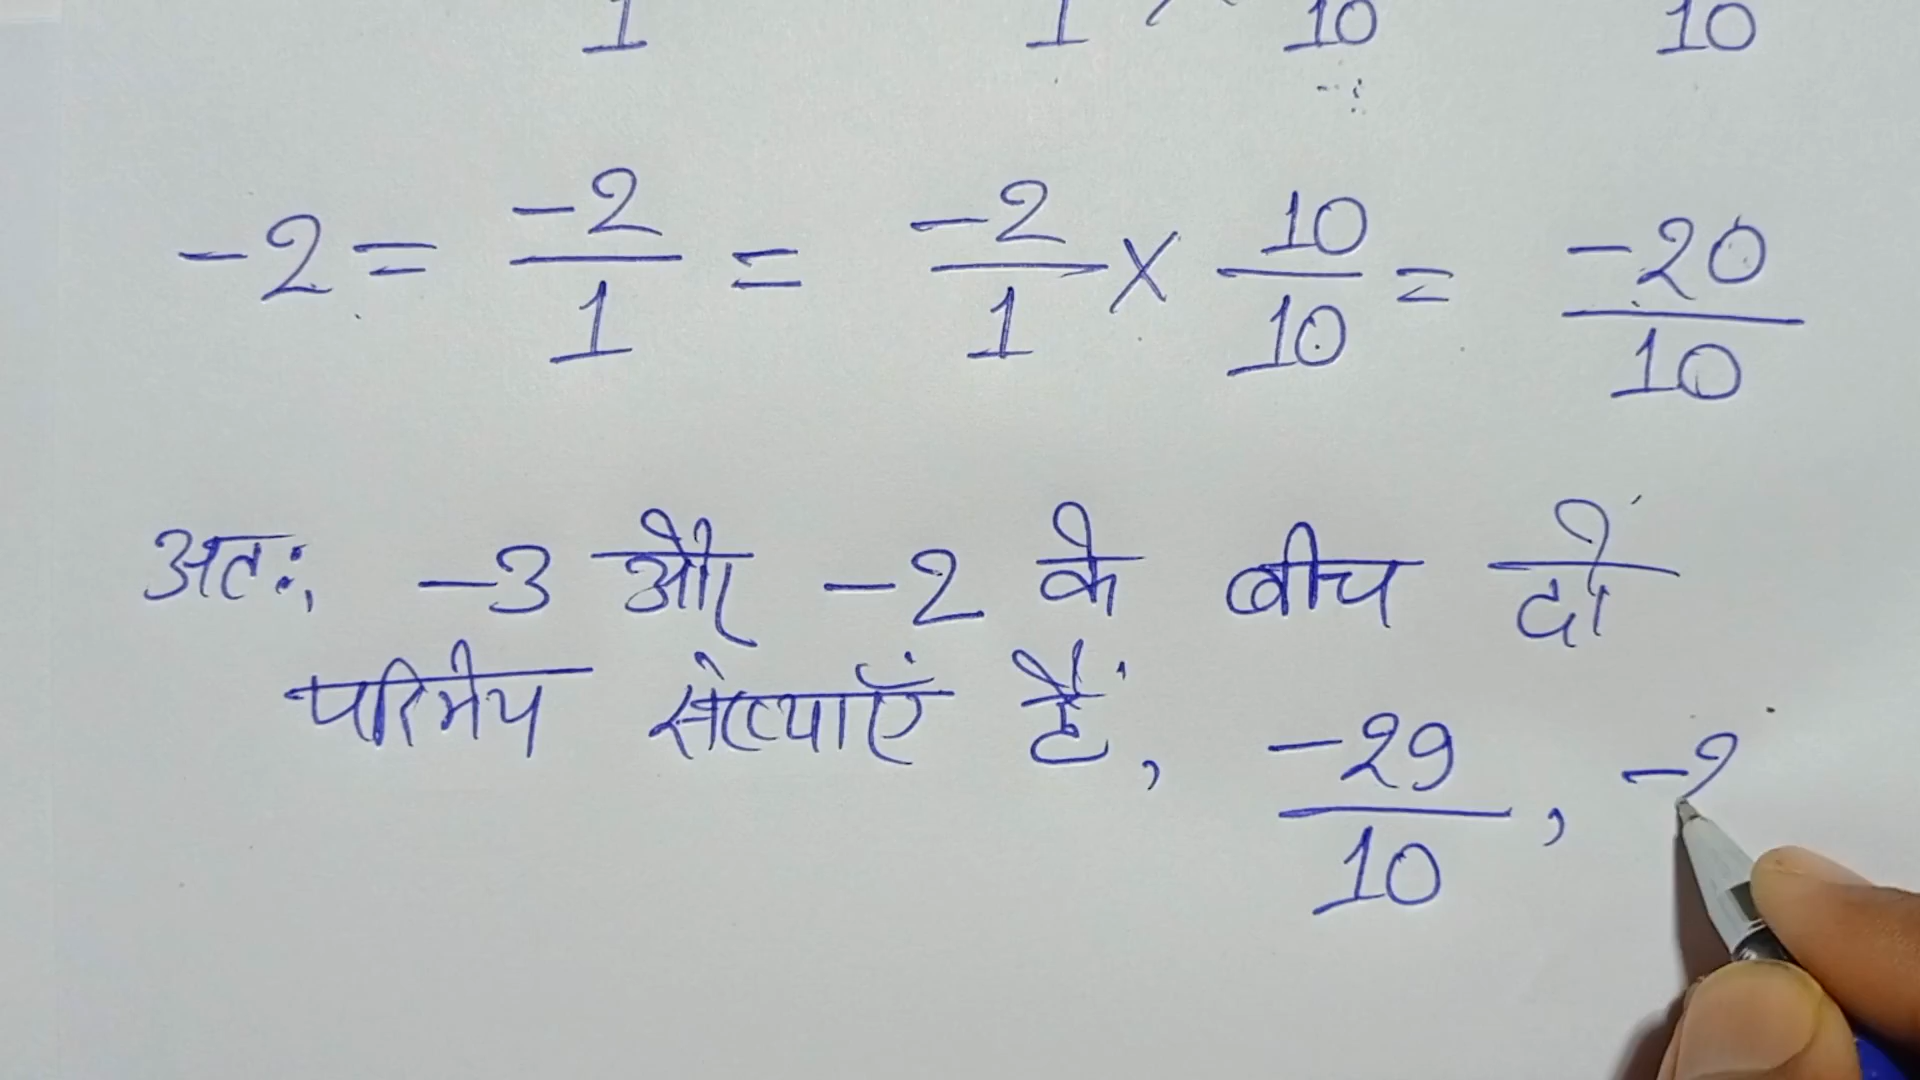 1 1 × 10 10
-2 = -2/1 = -2/1 × 10/10 = -20/10
अतः, -3 और -2 के बीच दो
परिमेय संख्याएँ हैं, -29/10, -2